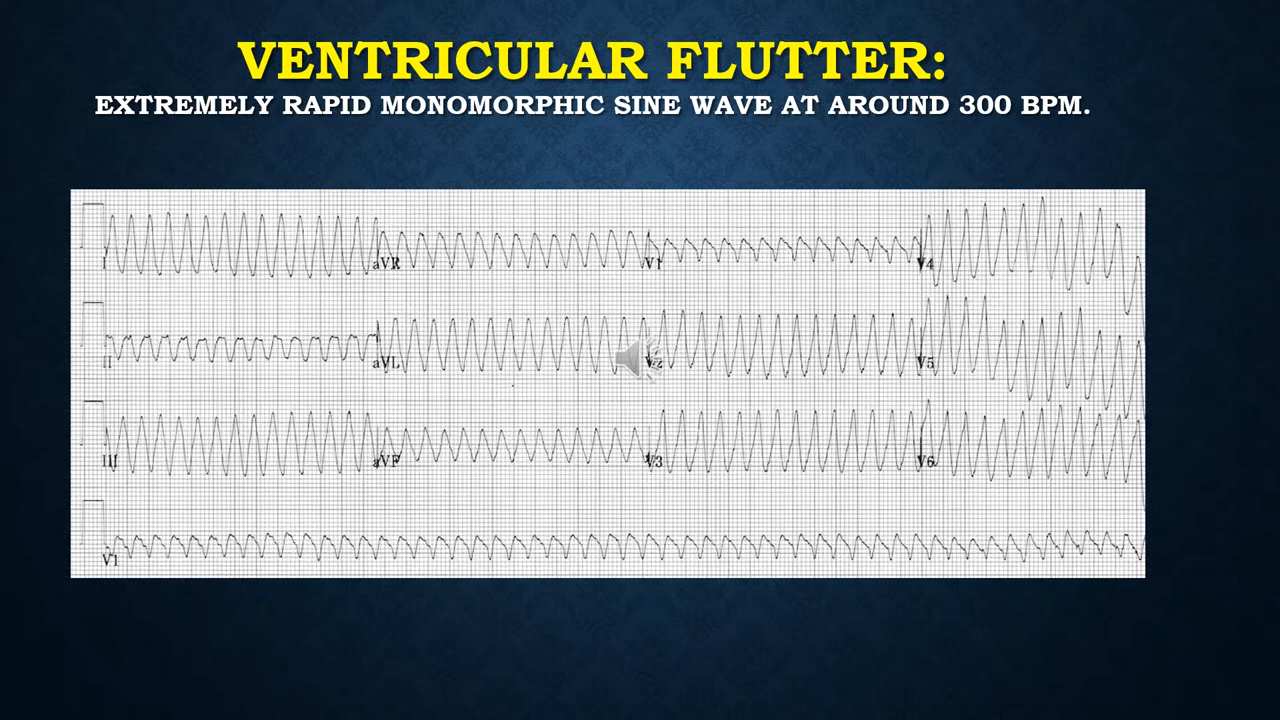 VENTRICULAR FLUTTER:
EXTREMELY RAPID MONOMORPHIC SINE WAVE AT AROUND 300 BPM.
I aVR V1 V4
II aVL V2 V5
III aVF V3 V6
V1